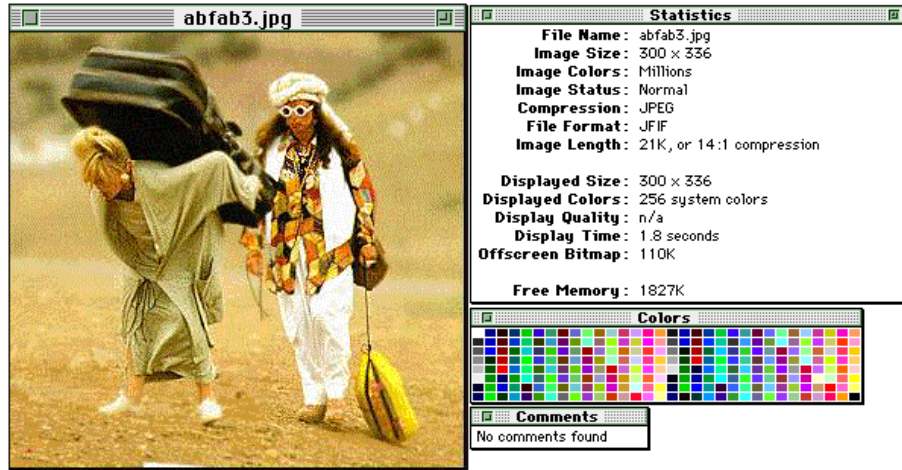 abfab3.jpg
Statistics
File Name: abfab3.jpg
Image Size: 300 x 336
Image Colors: Millions
Image Status: Normal
Compression: JPEG
File Format: JFIF
Image Length: 21K, or 14:1 compression
Displayed Size: 300 x 336
Displayed Colors: 256 system colors
Display Quality: n/a
Display Time: 1.8 seconds
Offscreen Bitmap: 110K
Free Memory: 1827K
Colors
Comments
No comments found